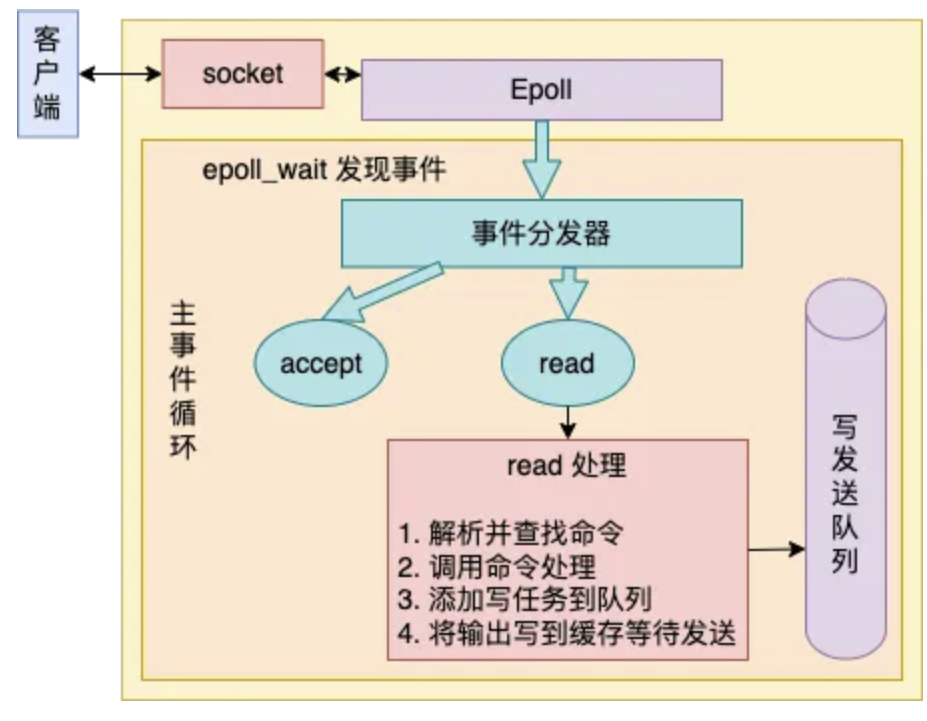 客户端
socket
Epoll
epoll_wait 发现事件
事件分发器
主事件循环
accept
read
read 处理
1. 解析并查找命令
2. 调用命令处理
3. 添加写任务到队列
4. 将输出写到缓存等待发送
写发送队列